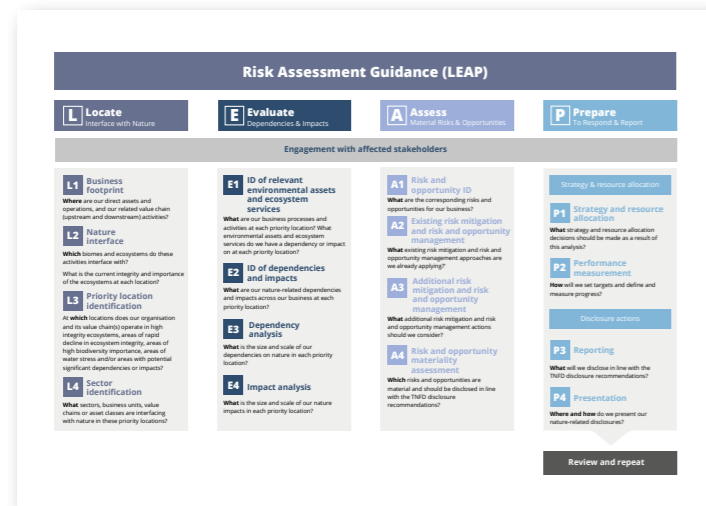 Risk Assessment Guidance (LEAP)
L Locate
Interface with Nature
E Evaluate
Dependencies & Impacts
A Assess
Material Risks & Opportunities
P Prepare
To Respond & Report
Engagement with affected stakeholders
L1 Business
footprint
Where are our direct assets and
operations, and our related value chain
(upstream and downstream) activities?
L2 Nature
interface
Which biomes and ecosystems do these
activities interface with?
What is the current integrity and importance
of the ecosystems at each location?
L3 Priority location
identification
At which locations does our organisation
and its value chain(s) operate in high
integrity ecosystems, areas of rapid
decline in ecosystem integrity, areas of
high biodiversity importance, areas of
water stress and/or areas with potential
significant dependencies or impacts?
L4 Sector
identification
What sectors, business units, value
chains or asset classes are interfacing
with nature in these priority locations?
E1 ID of relevant
environmental assets
and ecosystem
services
What are our business processes and
activities at each priority location? What
environmental assets and ecosystem
services do we have a dependency or impact
on at each priority location?
E2 ID of dependencies
and impacts
What are our nature-related dependencies
and impacts across our business at each
priority location?
E3 Dependency
analysis
What is the size and scale of our
dependencies on nature in each priority
location?
E4 Impact analysis
What is the size and scale of our nature
impacts in each priority location?
A1 Risk and
opportunity ID
What are the corresponding risks and
opportunities for our business?
A2 Existing risk mitigation
and risk and opportunity
management
What existing risk mitigation and risk and
opportunity management approaches are
we already applying?
A3 Additional risk
mitigation and risk
and opportunity
management
What additional risk mitigation and risk
and opportunity management actions
should we consider?
A4 Risk and opportunity
materiality
assessment
Which risks and opportunities are
material and should be disclosed in line
with the TNFD disclosure
recommendations?
Strategy & resource allocation
P1 Strategy and resource
allocation
What strategy and resource allocation
decisions should be made as a result of
this analysis?
P2 Performance
measurement
How will we set targets and define and
measure progress?
Disclosure actions
P3 Reporting
What will we disclose in line with the
TNFD disclosure recommendations?
P4 Presentation
Where and how do we present our
nature-related disclosures?
Review and repeat